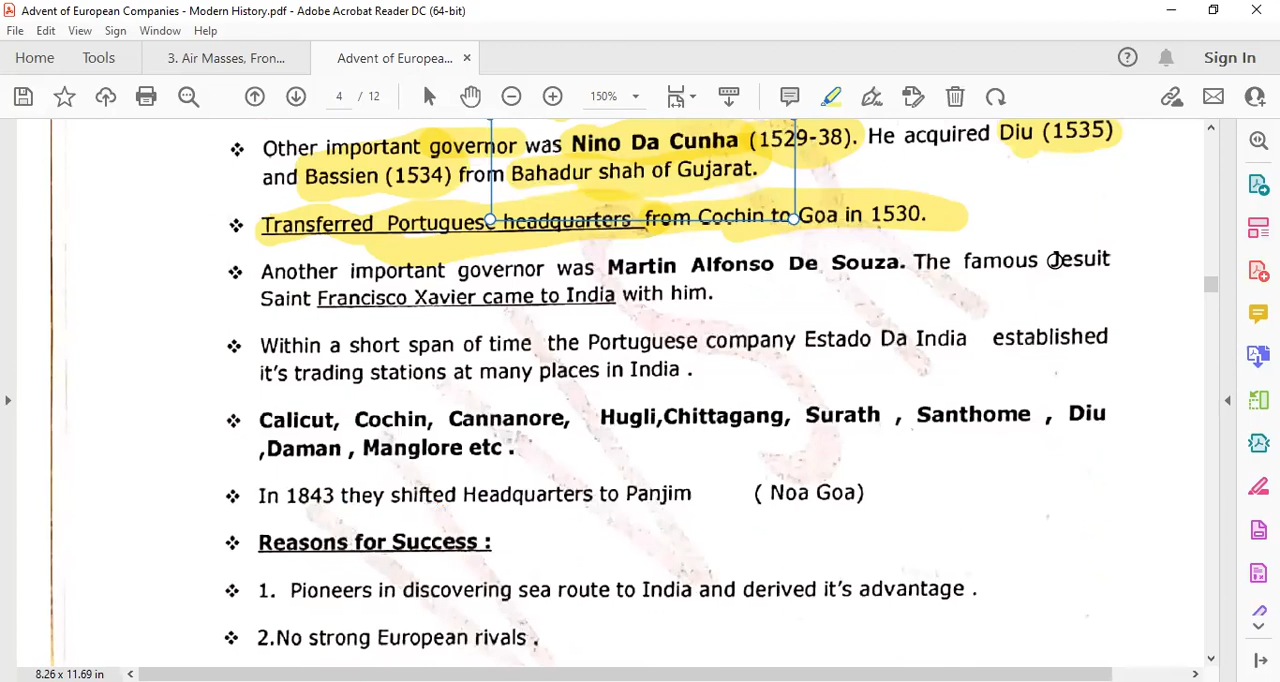 Advent of European Companies - Modern History.pdf - Adobe Acrobat Reader DC (64-bit)
File Edit View Sign Window Help
Home Tools 3. Air Masses, Fron... Advent of Europea... × Sign In
4 / 12 150%
❖ Other important governor was Nino Da Cunha (1529-38). He acquired Diu (1535)
and Bassien (1534) from Bahadur shah of Gujarat.
❖ Transferred Portuguese headquarters from Cochin to Goa in 1530.
❖ Another important governor was Martin Alfonso De Souza. The famous Jesuit
Saint Francisco Xavier came to India with him.
❖ Within a short span of time the Portuguese company Estado Da India established
it's trading stations at many places in India .
❖ Calicut, Cochin, Cannanore, Hugli,Chittagang, Surath , Santhome , Diu
,Daman , Manglore etc .
❖ In 1843 they shifted Headquarters to Panjim ( Noa Goa)
❖ Reasons for Success :
❖ 1. Pioneers in discovering sea route to India and derived it's advantage .
❖ 2.No strong European rivals .
8.26 x 11.69 in